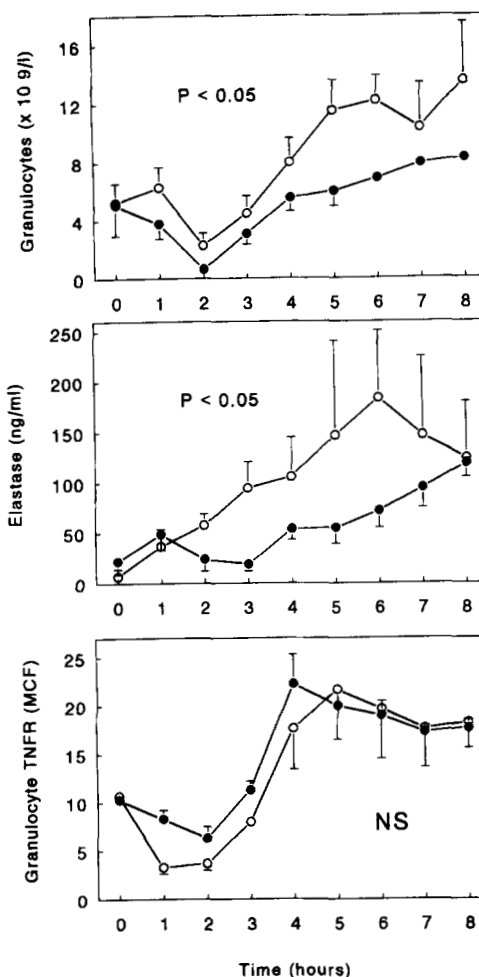 Granulocytes (x 10 9/l)
16
12
8
4
0
P < 0.05
0 1 2 3 4 5 6 7 8
Elastase (ng/ml)
250
200
150
100
50
0
P < 0.05
0 1 2 3 4 5 6 7 8
Granulocyte TNFR (MCF)
25
20
15
10
5
0
NS
0 1 2 3 4 5 6 7 8
Time (hours)